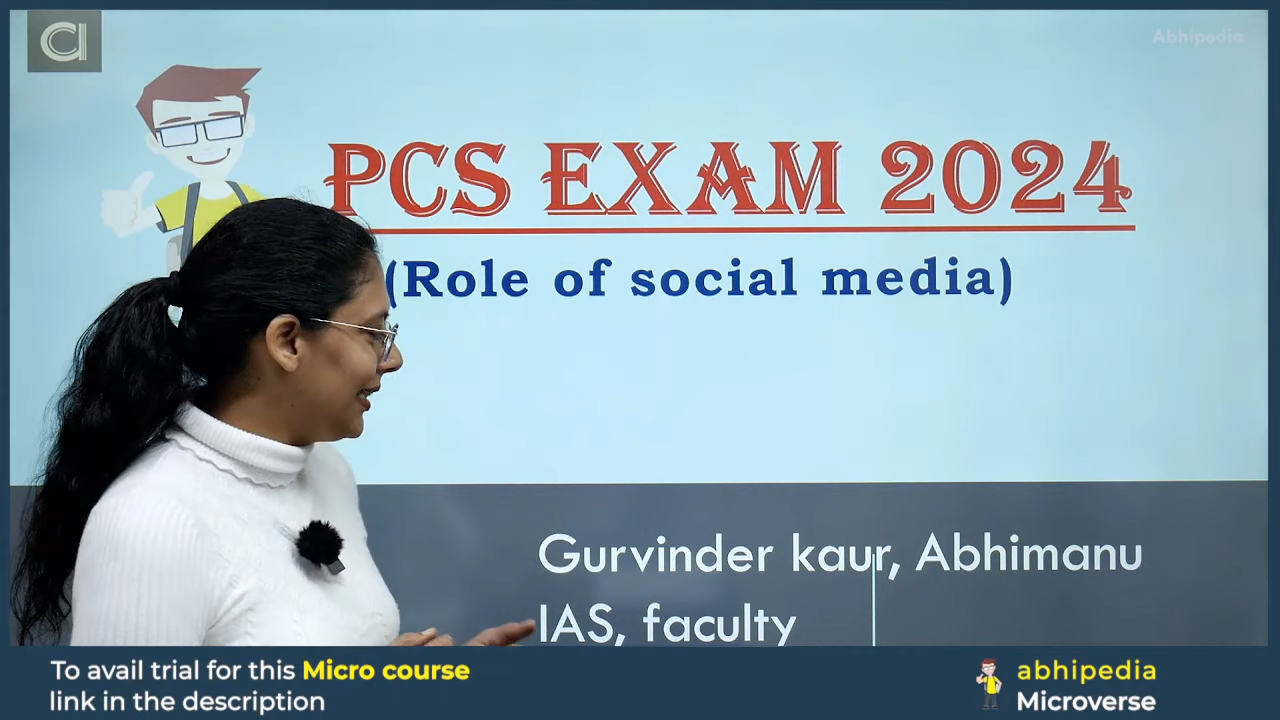 Abhipedia
PCS EXAM 2024
(Role of social media)
Gurvinder kaur, Abhimanu
IAS, faculty
To avail trial for this Micro course
link in the description
abhipedia
Microverse